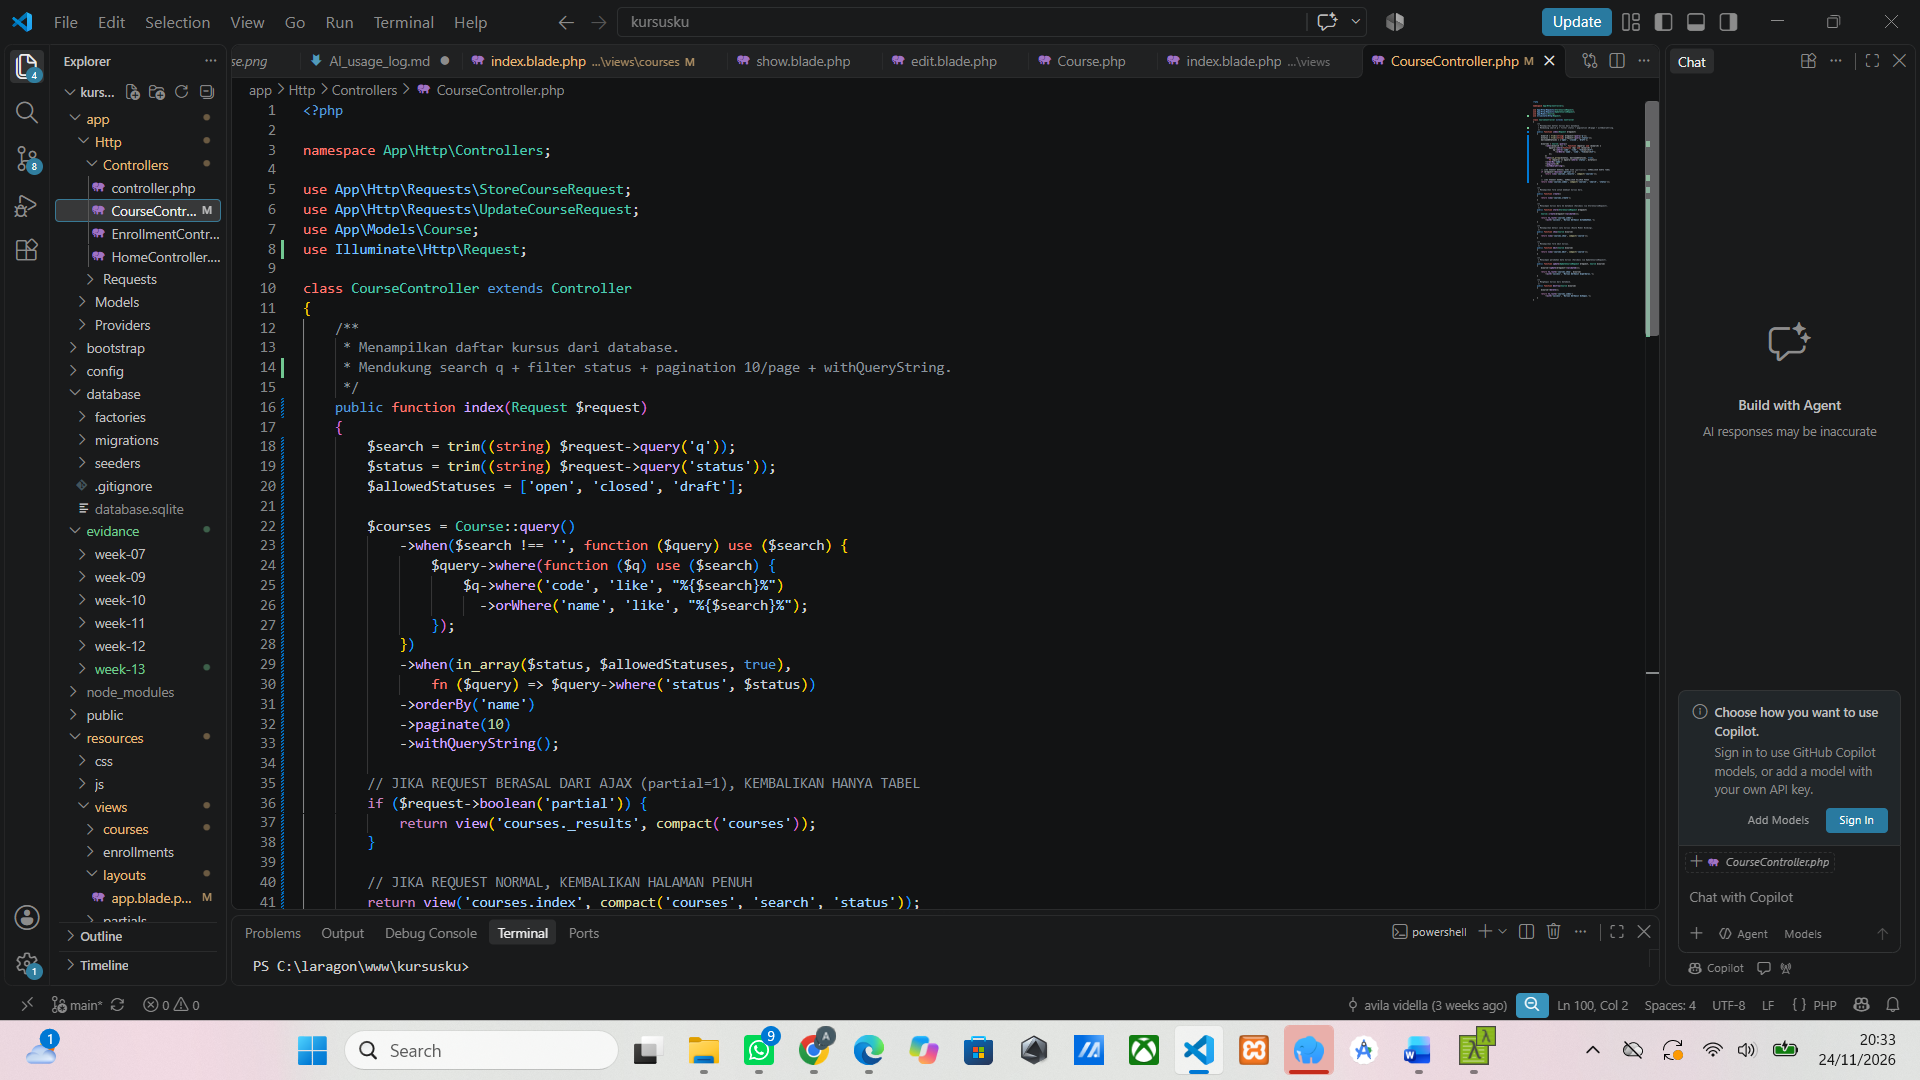 File Edit Selection View Go Run Terminal Help
kursusku
Update
Explorer
se.png
AI_usage_log.md
index.blade.php ...\views\courses M
show.blade.php
edit.blade.php
Course.php
index.blade.php ...\views
CourseController.php M
Chat
app > Http > Controllers > CourseController.php
kurs...
app
Http
Controllers
controller.php
CourseContr... M
EnrollmentContr...
HomeController....
Requests
Models
Providers
bootstrap
config
database
factories
migrations
seeders
.gitignore
database.sqlite
evidance
week-07
week-09
week-10
week-11
week-12
week-13
node_modules
public
resources
css
js
views
courses
enrollments
layouts
app.blade.p... M
partials
Outline
Timeline
4
8
1
1 <?php
2
3 namespace App\Http\Controllers;
4
5 use App\Http\Requests\StoreCourseRequest;
6 use App\Http\Requests\UpdateCourseRequest;
7 use App\Models\Course;
8 use Illuminate\Http\Request;
9
10 class CourseController extends Controller
11 {
12 /**
13 * Menampilkan daftar kursus dari database.
14 * Mendukung search q + filter status + pagination 10/page + withQueryString.
15 */
16 public function index(Request $request)
17 {
18 $search = trim((string) $request->query('q'));
19 $status = trim((string) $request->query('status'));
20 $allowedStatuses = ['open', 'closed', 'draft'];
21
22 $courses = Course::query()
23 ->when($search !== '', function ($query) use ($search) {
24 $query->where(function ($q) use ($search) {
25 $q->where('code', 'like', "%{$search}%")
26 ->orWhere('name', 'like', "%{$search}%");
27 });
28 })
29 ->when(in_array($status, $allowedStatuses, true),
30 fn ($query) => $query->where('status', $status))
31 ->orderBy('name')
32 ->paginate(10)
33 ->withQueryString();
34
35 // JIKA REQUEST BERASAL DARI AJAX (partial=1), KEMBALIKAN HANYA TABEL
36 if ($request->boolean('partial')) {
37 return view('courses._results', compact('courses'));
38 }
39
40 // JIKA REQUEST NORMAL, KEMBALIKAN HALAMAN PENUH
41 return view('courses.index', compact('courses', 'search', 'status'));
Build with Agent
AI responses may be inaccurate
Choose how you want to use
Copilot.
Sign in to use GitHub Copilot
models, or add a model with
your own API key.
Add Models Sign In
CourseController.php
Chat with Copilot
Agent Models
Copilot
Problems Output Debug Console Terminal Ports
powershell
PS C:\laragon\www\kursusku>
main* 0 0
avila vidella (3 weeks ago) Ln 100, Col 2 Spaces: 4 UTF-8 LF { } PHP
1
Search
9
A
20:33
24/11/2026